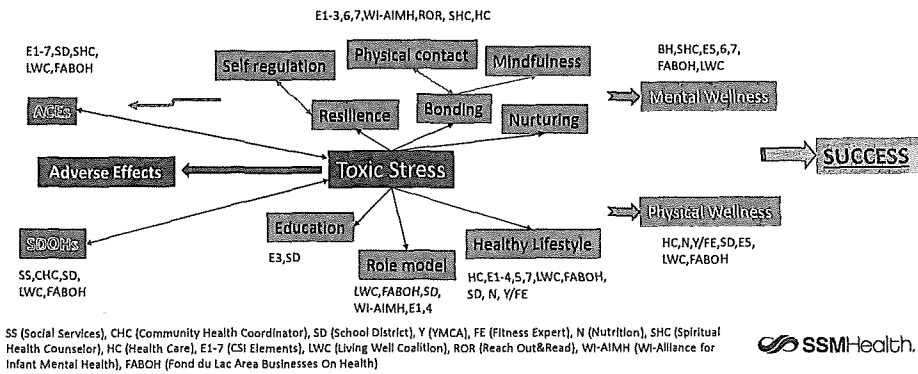 E1-3,6,7,WI-AIMH,ROR, SHC,HC
E1-7,SD,SHC,
LWC,FABOH
ACEs
Self regulation
Physical contact
Mindfulness
Resilience
Bonding
Nurturing
BH,SHC,E5,6,7,
FABOH,LWC
Mental Wellness
Adverse Effects
Toxic Stress
SUCCESS
SDOHs
SS,CHC,SD,
LWC,FABOH
Education
E3,SD
Role model
LWC,FABOH,SD,
WI-AIMH,E1,4
Healthy Lifestyle
HC,E1-4,5,7,LWC,FABOH,
SD, N, Y/FE
Physical Wellness
HC,N,Y/FE,SD,E5,
LWC,FABOH
SS (Social Services), CHC (Community Health Coordinator), SD (School District), Y (YMCA), FE (Fitness Expert), N (Nutrition), SHC (Spiritual
Health Counselor), HC (Health Care), E1-7 (CSI Elements), LWC (Living Well Coalition), ROR (Reach Out&Read), WI-AIMH (WI-Alliance for
Infant Mental Health), FABOH (Fond du Lac Area Businesses On Health)
SSMHealth.